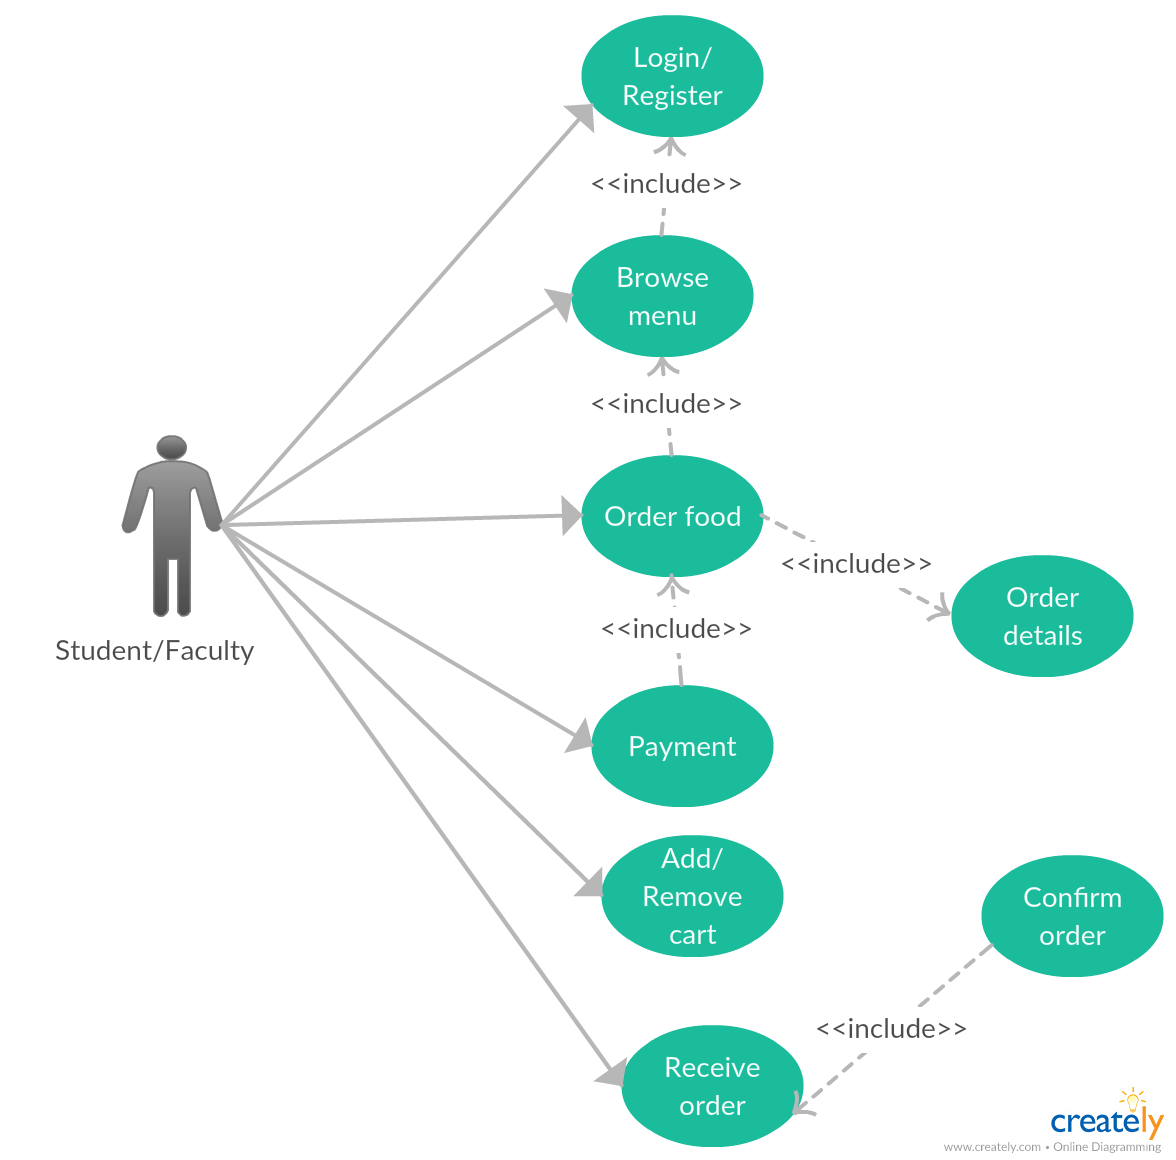 Login/
Register
<<include>>
Browse
menu
<<include>>
Order food
<<include>>
Order
details
<<include>>
Student/Faculty
Payment
Add/
Remove
cart
Confirm
order
<<include>>
Receive
order
creately
www.creately.com • Online Diagramming